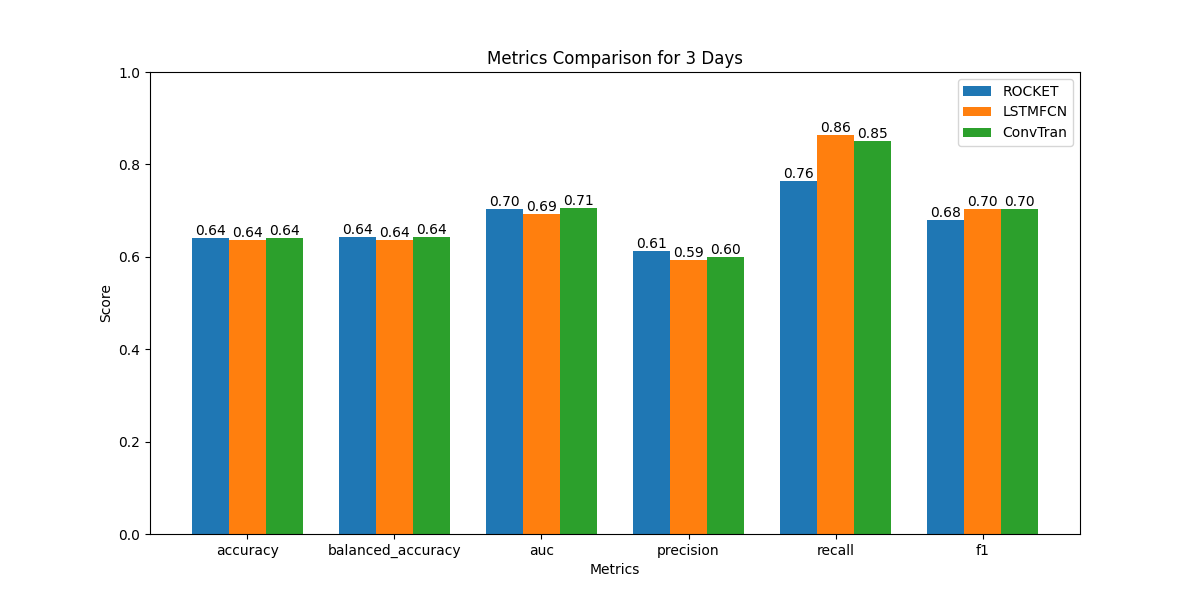 Metrics Comparison for 3 Days
1.0
0.8
0.6
0.4
0.2
0.0
Score
ROCKET
LSTMFCN
ConvTran
0.64 0.64 0.64
0.64 0.64 0.64
0.70 0.69 0.71
0.61 0.59 0.60
0.76 0.86 0.85
0.68 0.70 0.70
accuracy balanced_accuracy auc precision recall f1
Metrics